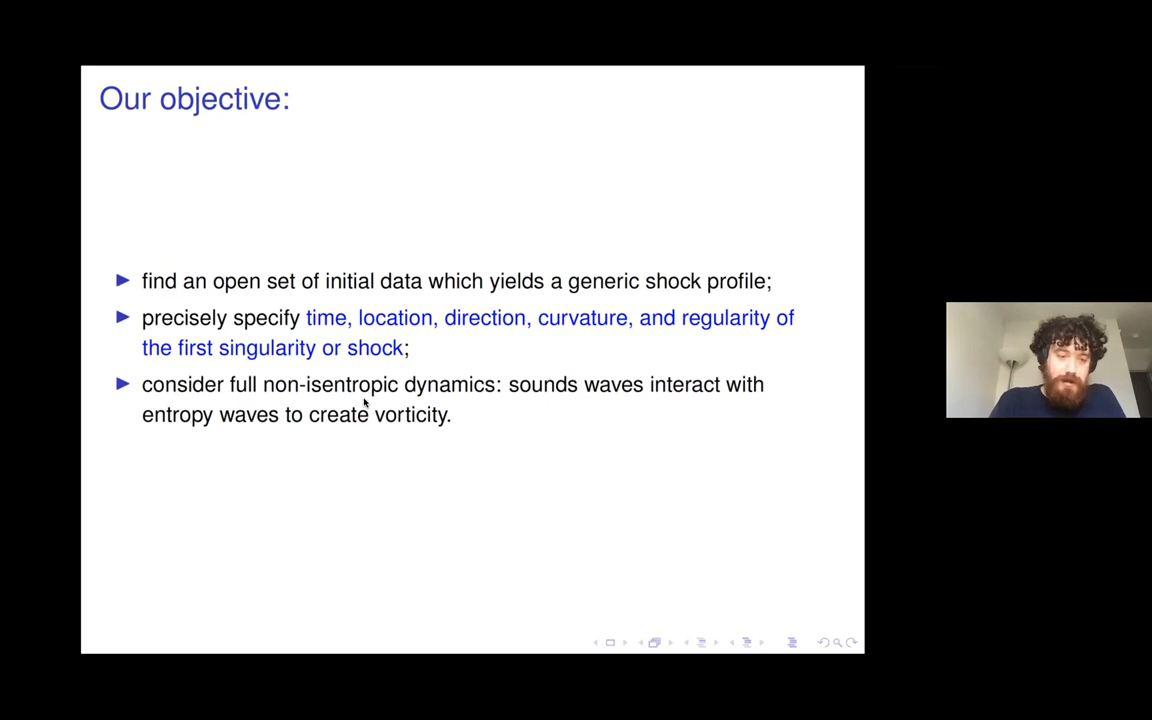 Our objective:
find an open set of initial data which yields a generic shock profile;
precisely specify time, location, direction, curvature, and regularity of
the first singularity or shock;
consider full non-isentropic dynamics: sounds waves interact with
entropy waves to create vorticity.